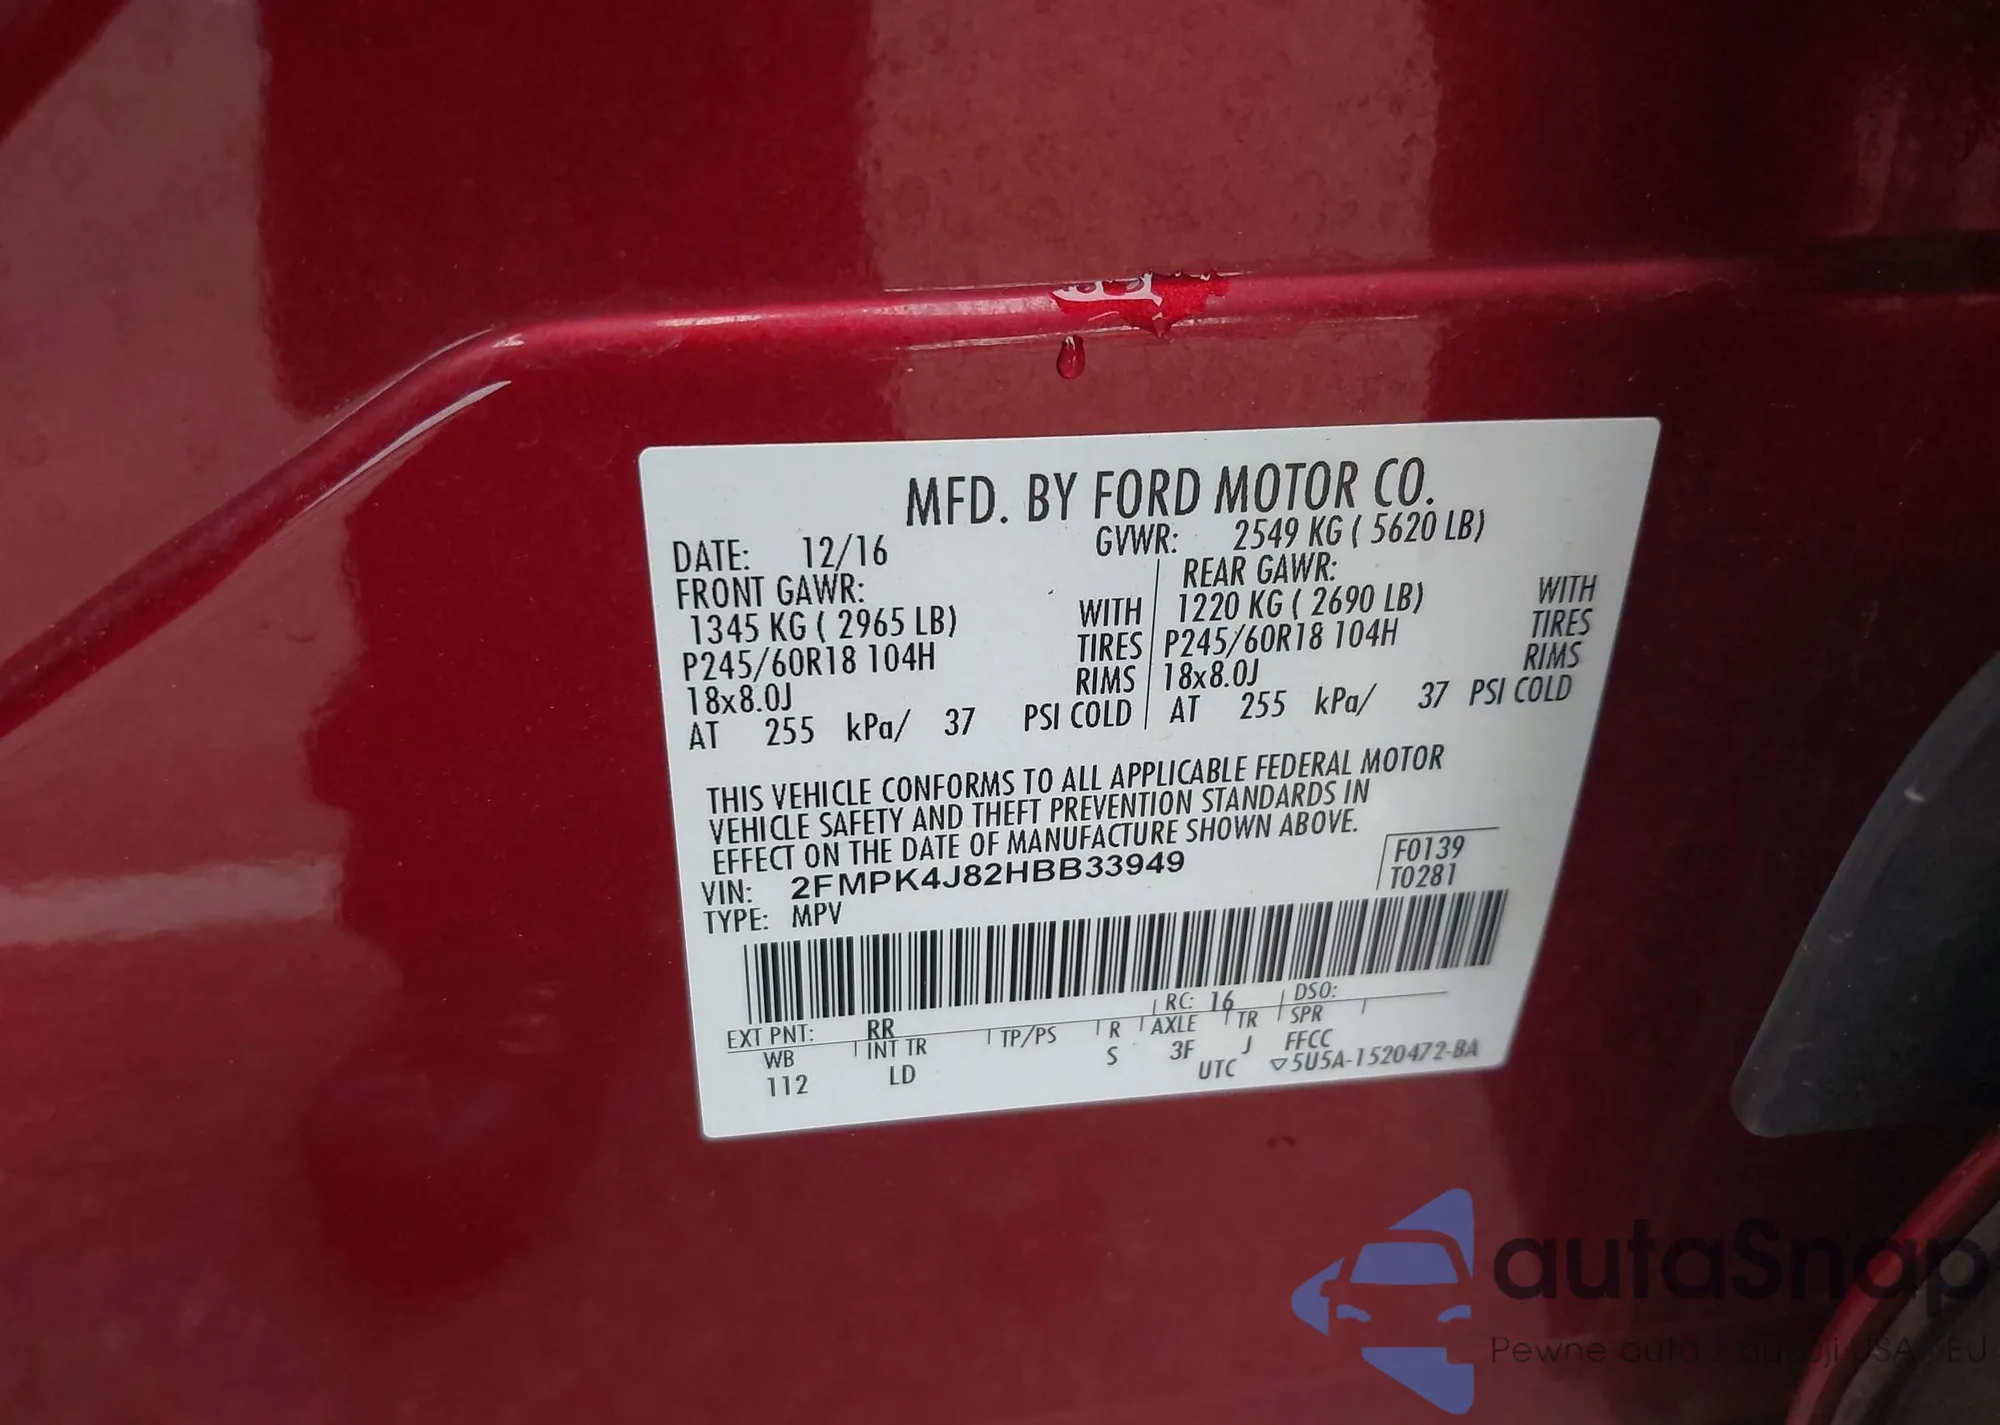 MFD. BY FORD MOTOR CO.
DATE: 12/16 GVWR: 2549 KG ( 5620 LB)
FRONT GAWR: REAR GAWR:
1345 KG ( 2965 LB) WITH 1220 KG ( 2690 LB) WITH
P245/60R18 104H TIRES P245/60R18 104H TIRES
18x8.0J RIMS 18x8.0J RIMS
AT 255 kPa/ 37 PSI COLD AT 255 kPa/ 37 PSI COLD
THIS VEHICLE CONFORMS TO ALL APPLICABLE FEDERAL MOTOR
VEHICLE SAFETY AND THEFT PREVENTION STANDARDS IN
EFFECT ON THE DATE OF MANUFACTURE SHOWN ABOVE.
VIN: 2FMPK4J82HBB33949 F0139
TYPE: MPV T0281
EXT PNT: RR RC: 16 DSO:
WB INT TR TP/PS R AXLE TR SPR
112 LD S 3F J FFCC
UTC ▽5U5A-1520472-BA
autaSnap
Pewne auta z aukcji USA i EU